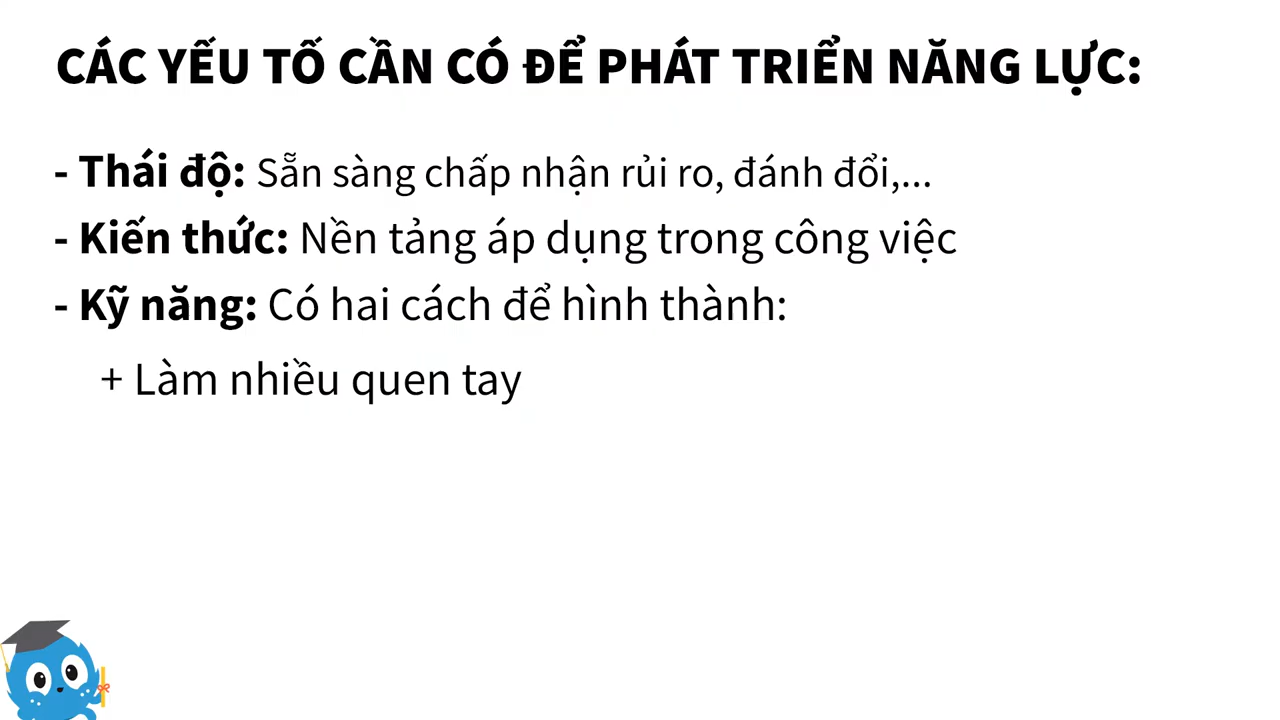 CÁC YẾU TỐ CẦN CÓ ĐỂ PHÁT TRIỂN NĂNG LỰC:
- Thái độ: Sẵn sàng chấp nhận rủi ro, đánh đổi,...
- Kiến thức: Nền tảng áp dụng trong công việc
- Kỹ năng: Có hai cách để hình thành:
+ Làm nhiều quen tay